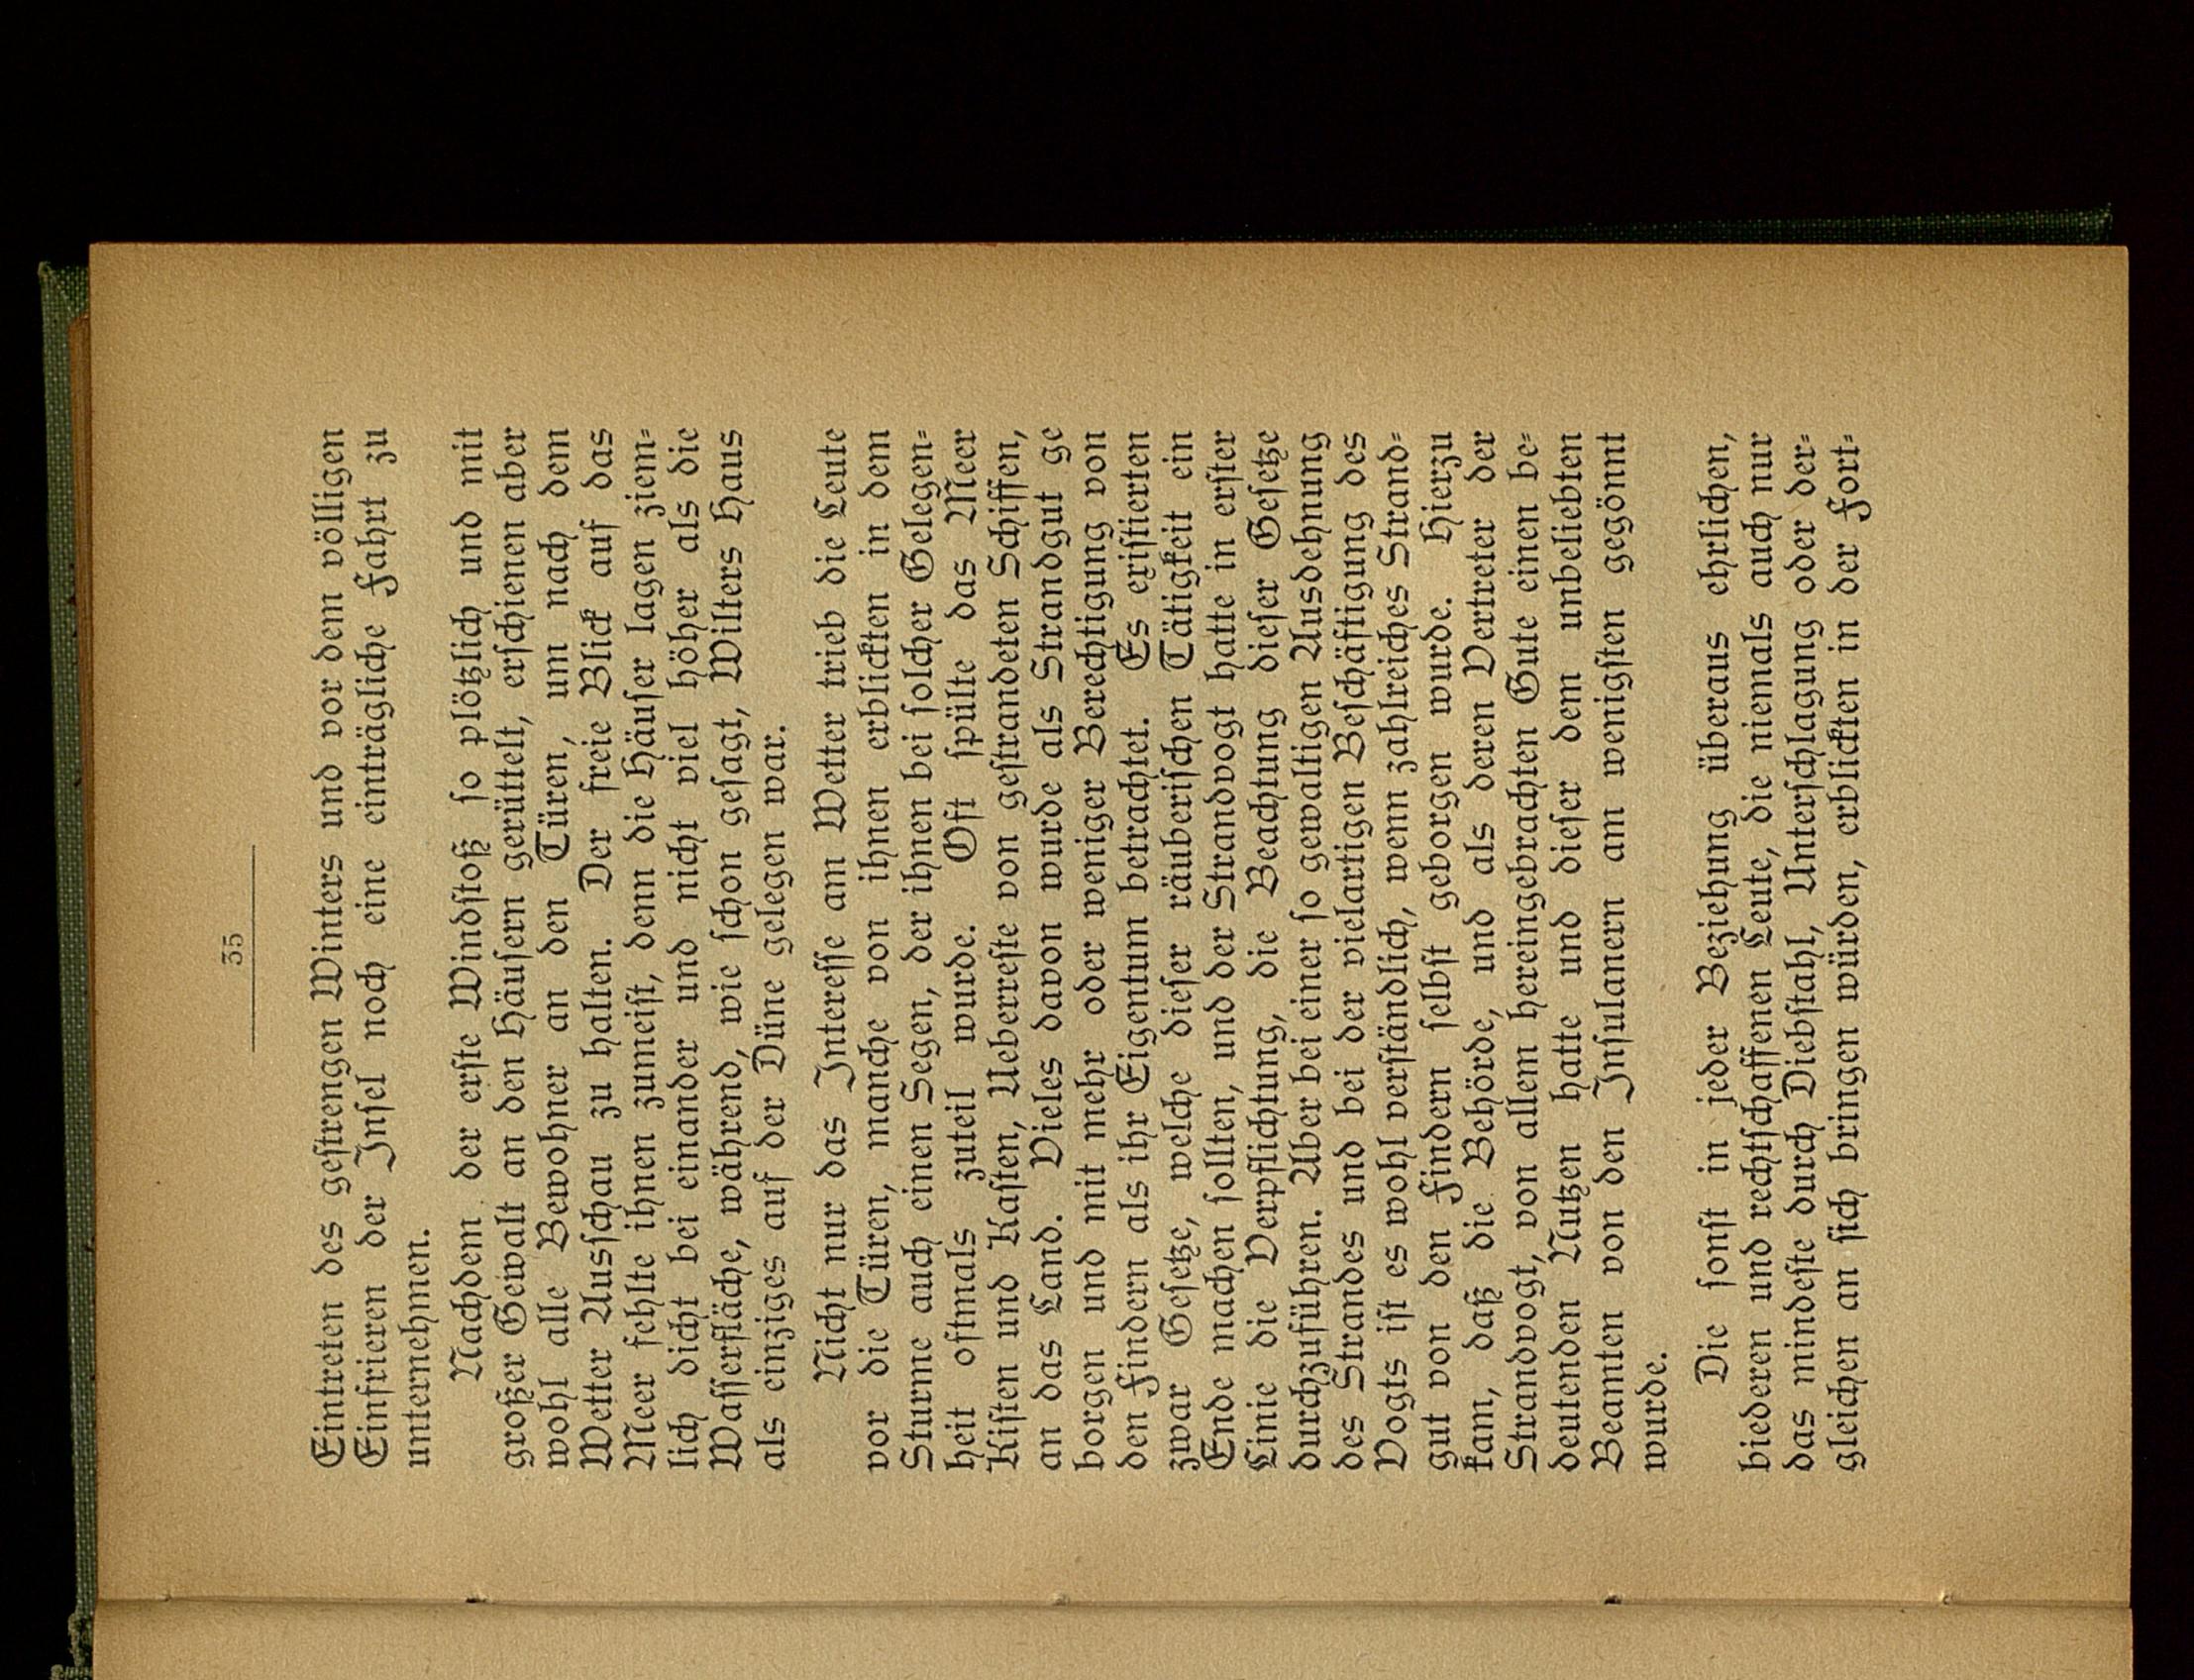 35
Eintreten des geſtrengen Winters und vor dem völligen
Einfrieren der Inſel noch eine einträgliche Fahrt zu
unternehmen.
Nachdem der erſte Windſtoß ſo plötzlich und mit
großer Gewalt an den Häuſern gerüttelt, erſchienen aber
wohl alle Bewohner an den Türen, um nach dem
Wetter Ausſchau zu halten. Der freie Blick auf das
Meer fehlte ihnen zumeiſt, denn die Häuſer lagen ziem⸗
lich dicht bei einander und nicht viel höher als die
Waſſerfläche, während, wie ſchon geſagt, Wilters Haus
als einziges auf der Düne gelegen war.
Nicht nur das Intereſſe am Wetter trieb die Leute
vor die Türen, manche von ihnen erblickten in dem
Sturme auch einen Segen, der ihnen bei ſolcher Gelegen⸗
heit oftmals zuteil wurde. Oft ſpülte das Meer
Kiſten und Kaſten, Ueberreſte von geſtrandeten Schiffen,
an das Land. Vieles davon wurde als Strandgut ge
borgen und mit mehr oder weniger Berechtigung von
den Findern als ihr Eigentum betrachtet. Es exiſtierten
zwar Geſetze, welche dieſer räuberiſchen Tätigkeit ein
Ende machen ſollten, und der Strandvogt hatte in erſter
Linie die Verpflichtung, die Beachtung dieſer Geſetze
durchzuführen. Aber bei einer ſo gewaltigen Ausdehnung
des Strandes und bei der vielartigen Beſchäftigung des
Vogts iſt es wohl verſtändlich, wenn zahlreiches Strand⸗
gut von den Findern ſelbſt geborgen wurde. Hierzu
kam, daß die Behörde, und als deren Vertreter der
Strandvogt, von allem hereingebrachten Gute einen be⸗
deutenden Nutzen hatte und dieſer dem unbeliebten
Beamten von den Inſulanern am wenigſten gegönnt
wurde.
Die ſonſt in jeder Beziehung überaus ehrlichen,
biederen und rechtſchaffenen Leute, die niemals auch nur
das mindeſte durch Diebſtahl, Unterſchlagung oder der⸗
gleichen an ſich bringen würden, erblickten in der Fort⸗